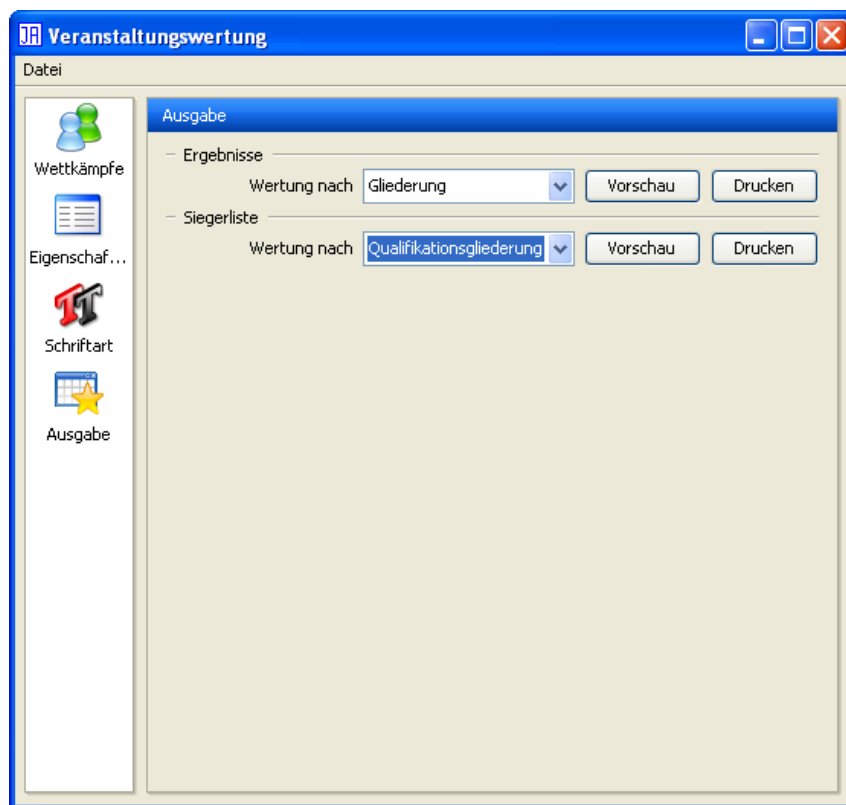 JA Veranstaltungswertung
Datei
Wettkämpfe
Eigenschaf...
Schriftart
Ausgabe
Ausgabe
Ergebnisse
Wertung nach Gliederung Vorschau Drucken
Siegerliste
Wertung nach Qualifikationsgliederung Vorschau Drucken